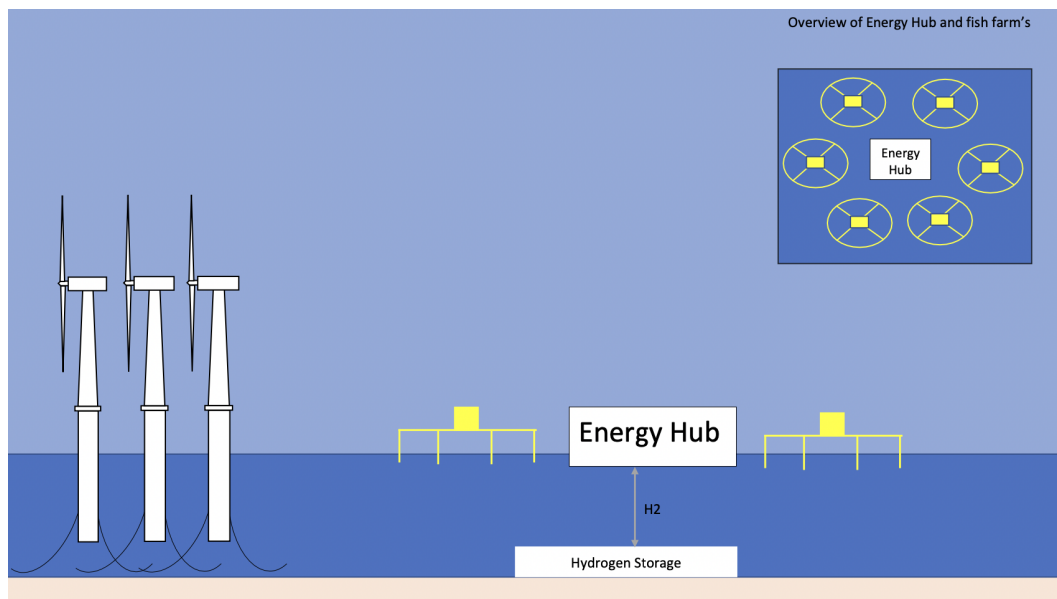 Overview of Energy Hub and fish farm's
Energy
Hub
Energy Hub
H2
Hydrogen Storage